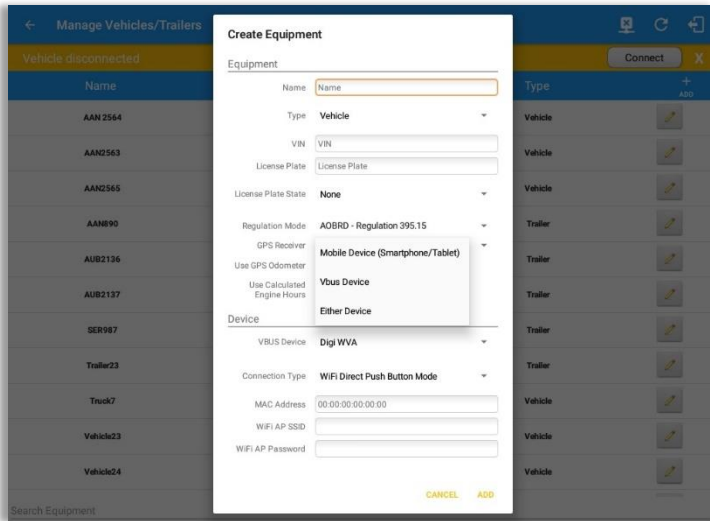 Manage Vehicles/Trailers
Vehicle disconnected
Connect X
Name Type ADD
AAN 2564 Vehicle
AAN2563 Vehicle
AAN2565 Vehicle
AAN890 Trailer
AUB2136 Trailer
AUB2137 Trailer
SER987 Trailer
Trailer23 Trailer
Truck7 Vehicle
Vehicle23 Vehicle
Vehicle24 Vehicle
Search Equipment
Create Equipment
Equipment
Name Name
Type Vehicle
VIN VIN
License Plate License Plate
License Plate State None
Regulation Mode AOBRD - Regulation 395.15
GPS Receiver
Mobile Device (Smartphone/Tablet)
Use GPS Odometer
Vbus Device
Use Calculated
Engine Hours
Either Device
Device
VBUS Device Digi WVA
Connection Type WiFi Direct Push Button Mode
MAC Address 00:00:00:00:00:00
WiFi AP SSID
WiFi AP Password
CANCEL ADD